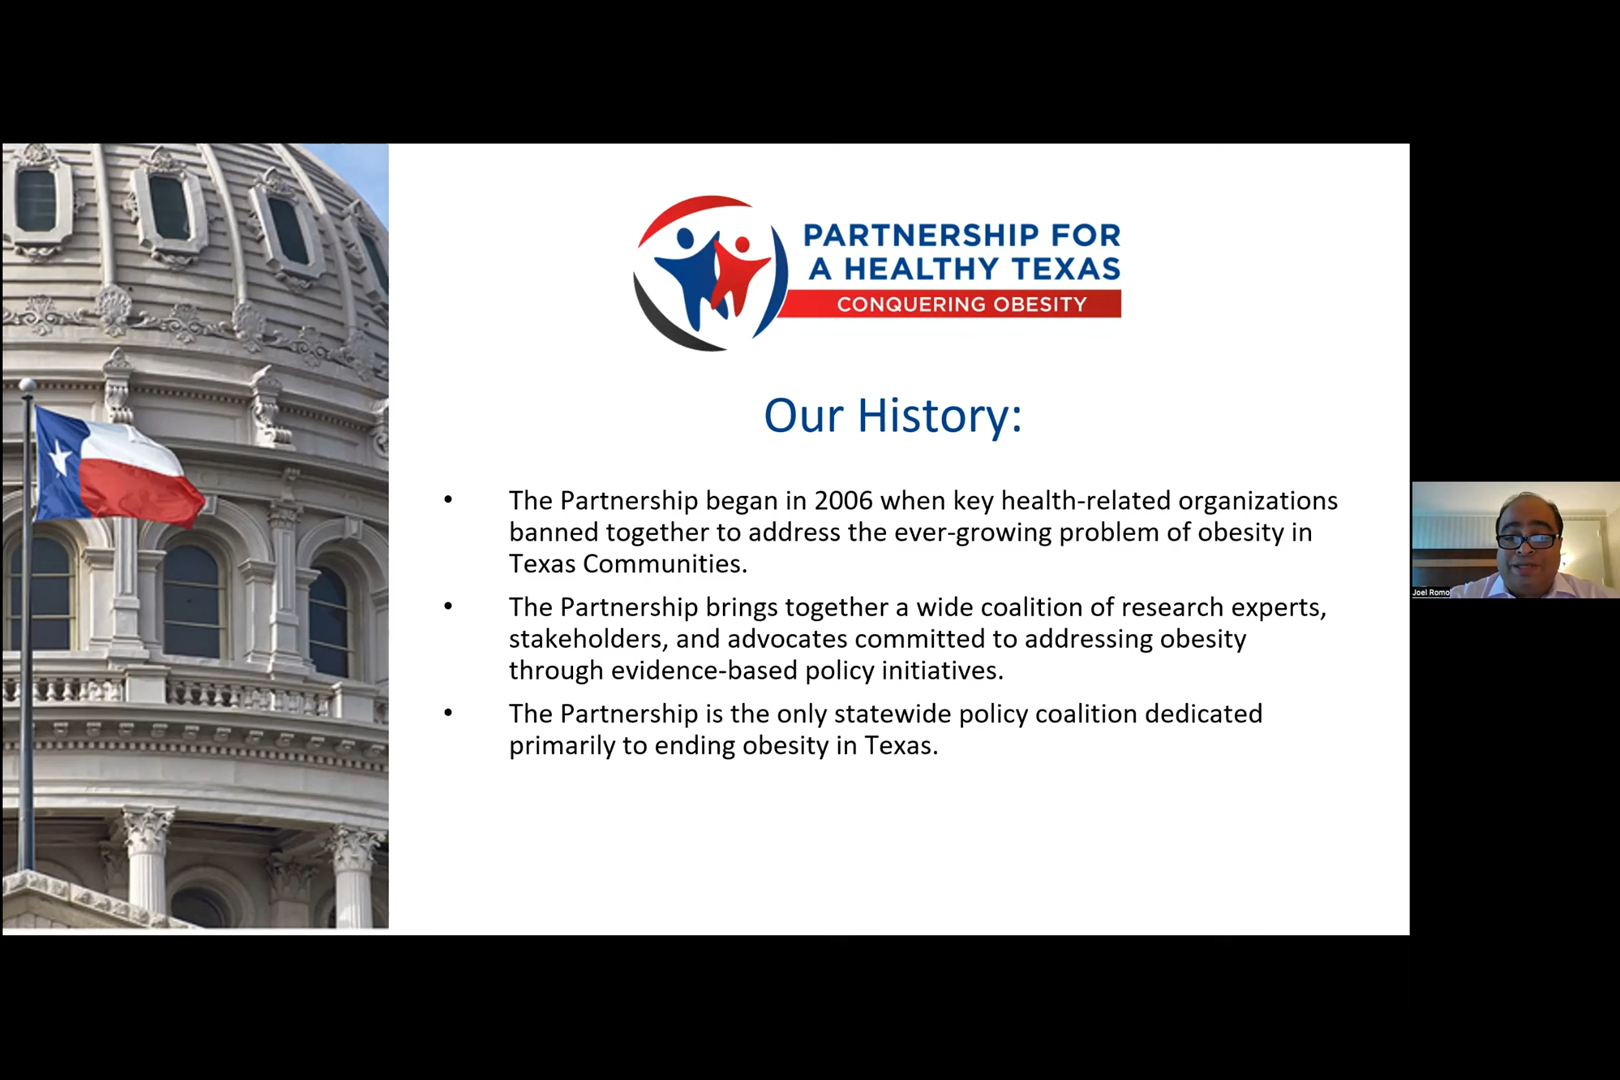 PARTNERSHIP FOR
A HEALTHY TEXAS
CONQUERING OBESITY
Our History:
• The Partnership began in 2006 when key health-related organizations
banned together to address the ever-growing problem of obesity in
Texas Communities.
• The Partnership brings together a wide coalition of research experts,
stakeholders, and advocates committed to addressing obesity
through evidence-based policy initiatives.
• The Partnership is the only statewide policy coalition dedicated
primarily to ending obesity in Texas.
Joel Romo